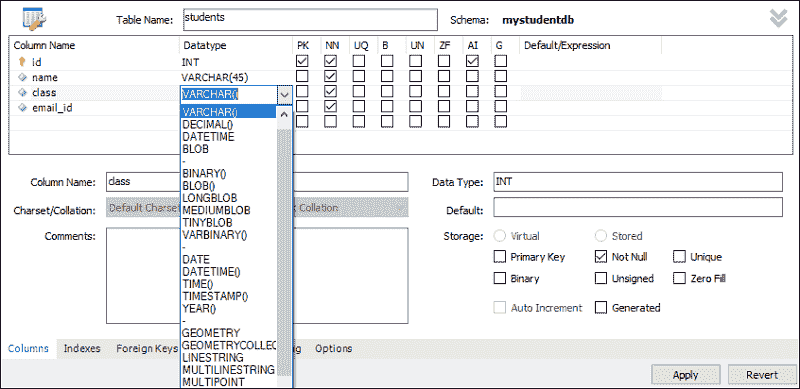 Table Name: students Schema: mystudentdb
Column Name Datatype PK NN UQ B UN ZF AI G Default/Expression
id INT
name VARCHAR(45)
class VARCHAR()
email_id
VARCHAR()
DECIMAL()
DATETIME
BLOB
-
BINARY()
BLOB()
LONGBLOB
MEDIUMBLOB
TINYBLOB
VARBINARY()
-
DATE
DATETIME()
TIME()
TIMESTAMP()
YEAR()
-
GEOMETRY
GEOMETRYCOLLEC
LINESTRING
MULTILINESTRING
MULTIPOINT
Column Name: class Data Type: INT
Charset/Collation: Default Charset Collation Default:
Comments: Storage: Virtual Stored
Primary Key Not Null Unique
Binary Unsigned Zero Fill
Auto Increment Generated
Columns Indexes Foreign Keys Options
Apply Revert